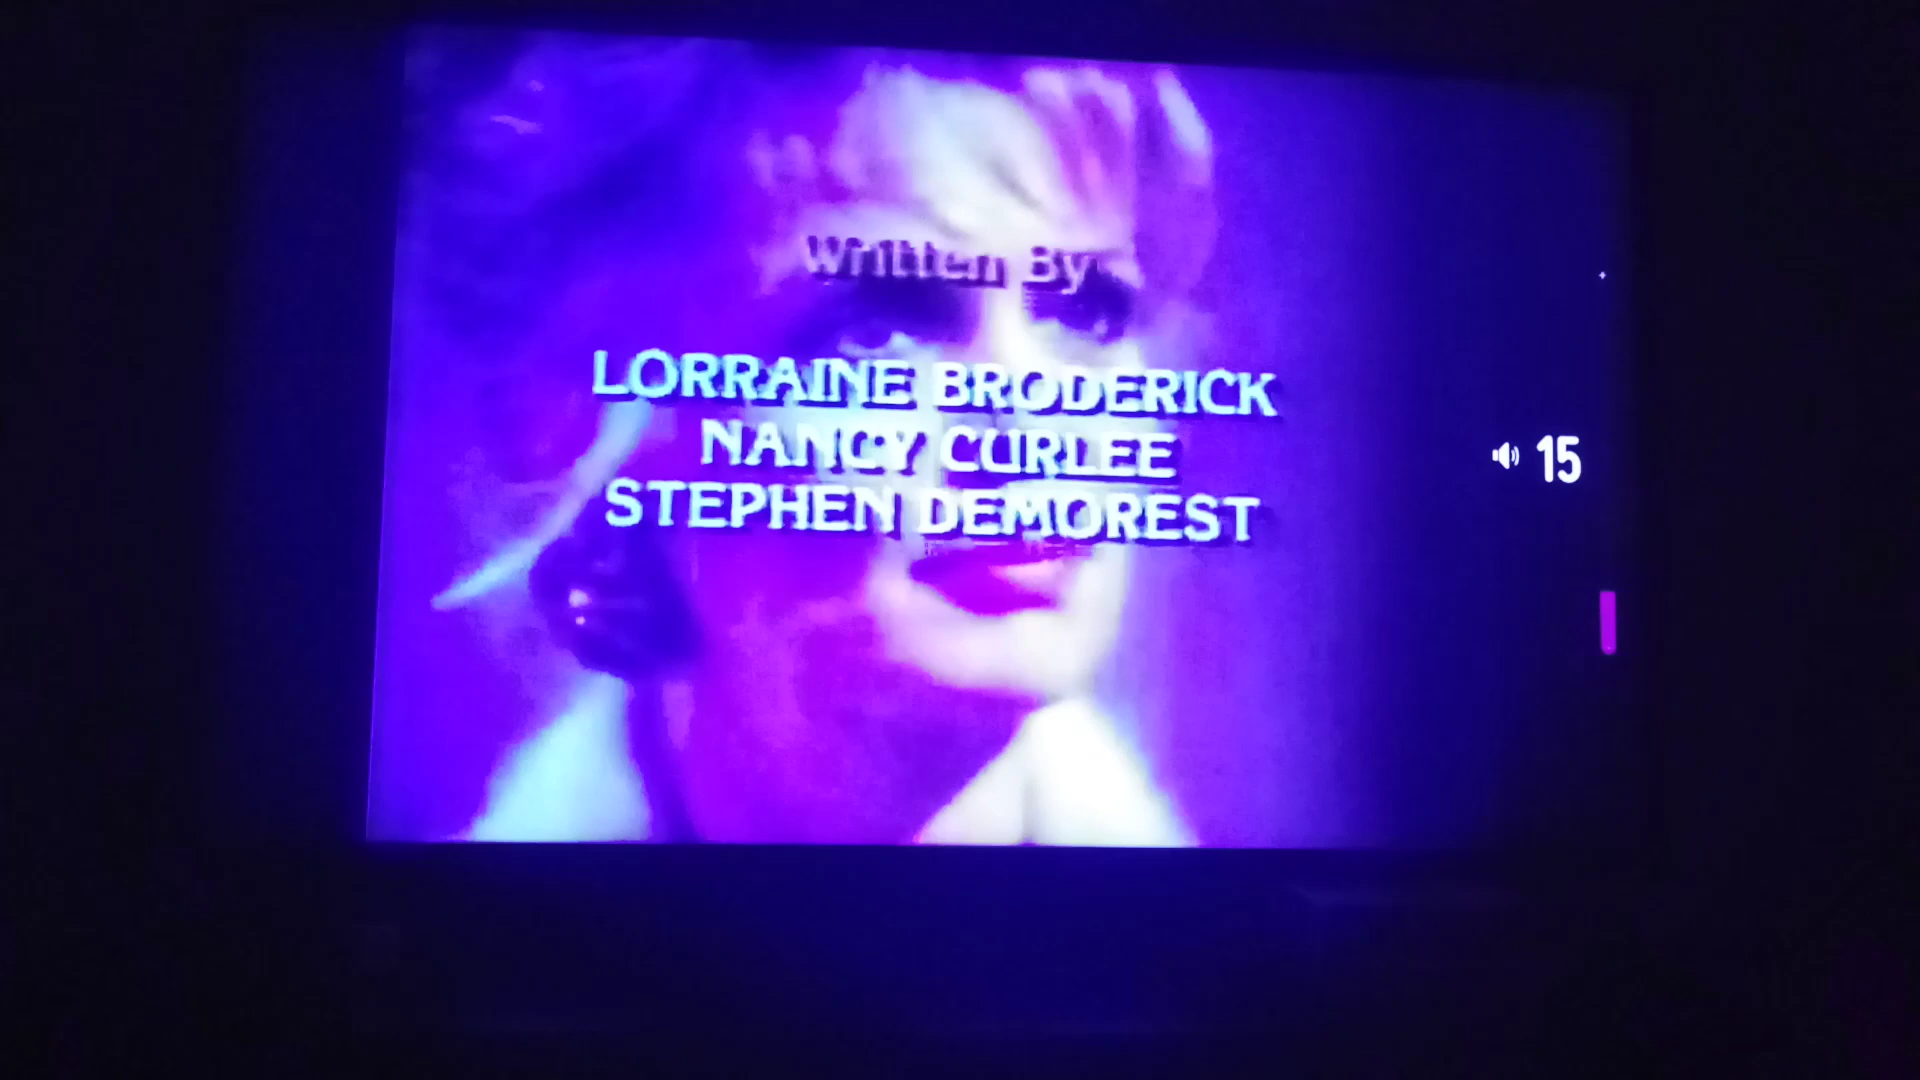 Written By
LORRAINE BRODERICK
NANCY CURLEE
STEPHEN DEMOREST
15